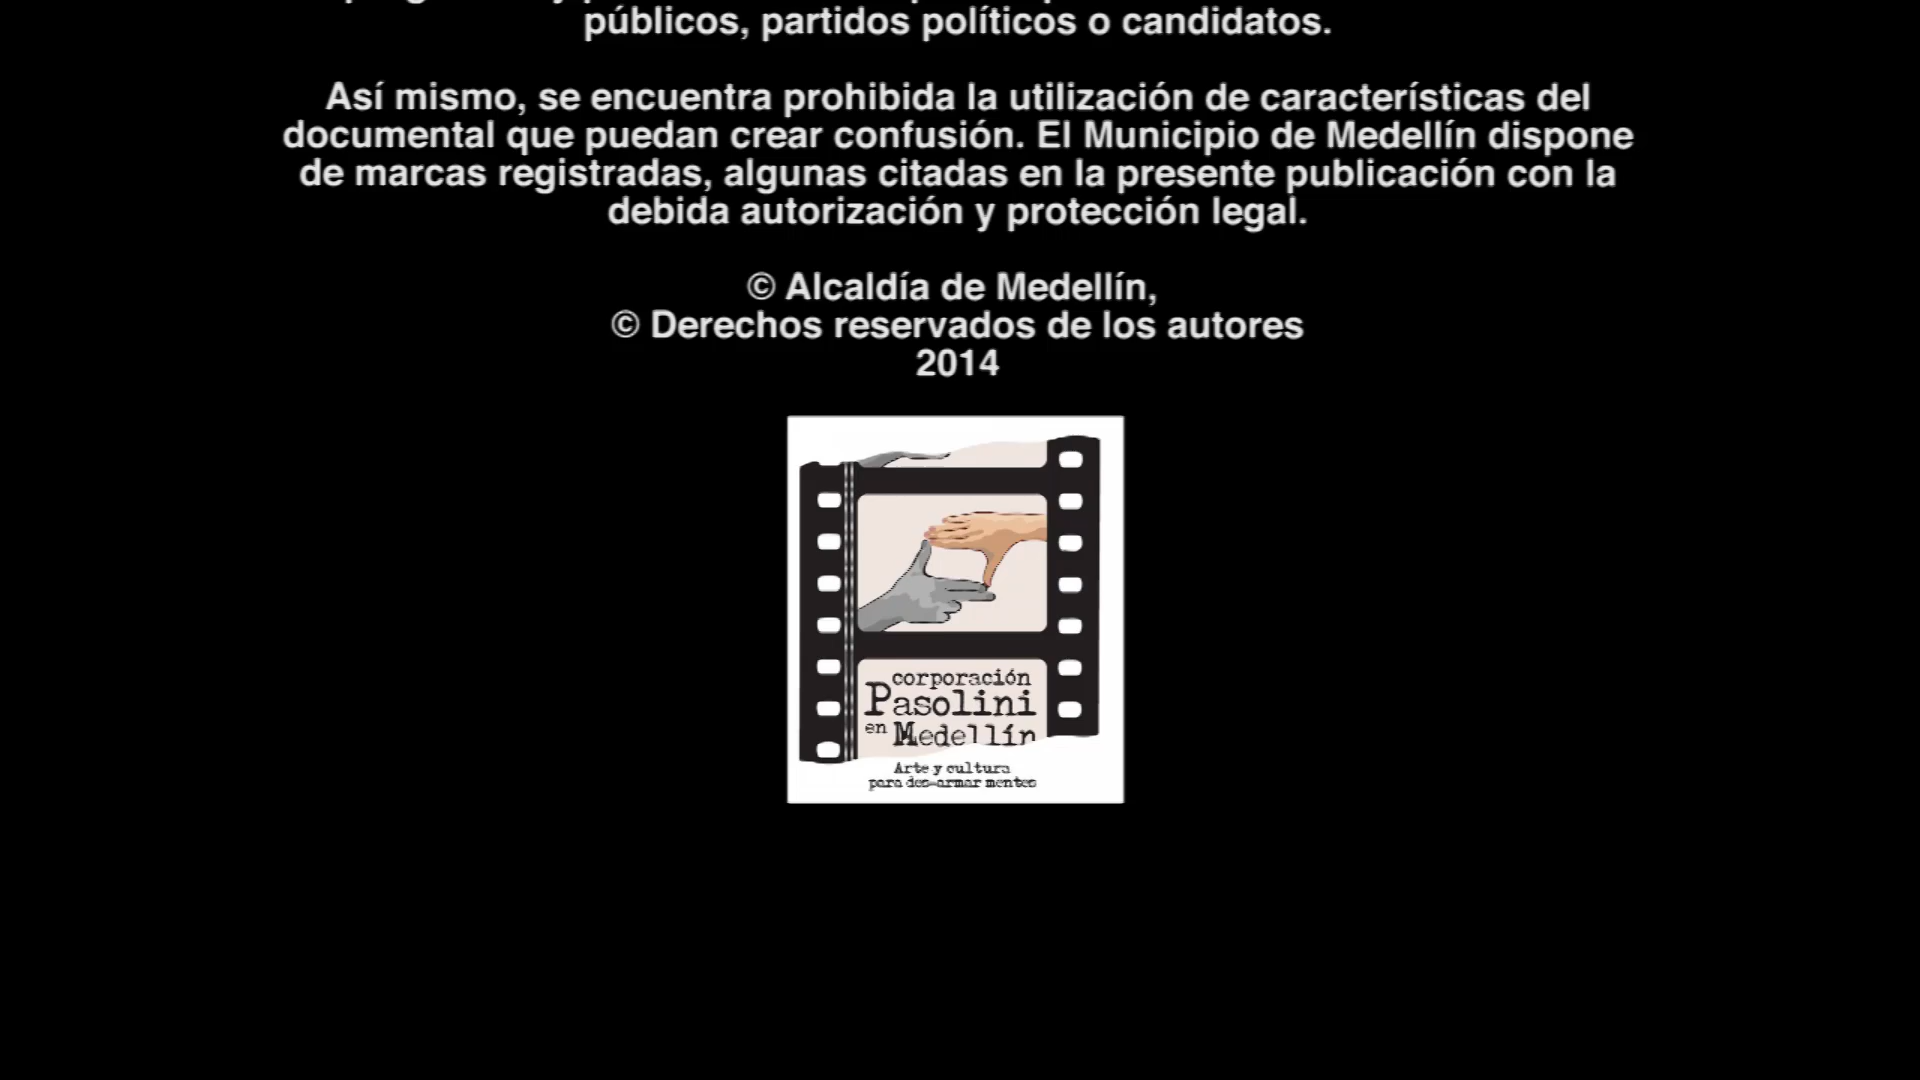 públicos, partidos políticos o candidatos.
Así mismo, se encuentra prohibida la utilización de características del
documental que puedan crear confusión. El Municipio de Medellín dispone
de marcas registradas, algunas citadas en la presente publicación con la
debida autorización y protección legal.
© Alcaldía de Medellín,
© Derechos reservados de los autores
2014
corporación
Pasolini
en Medellín
Arte y cultura
para des-armar mentes